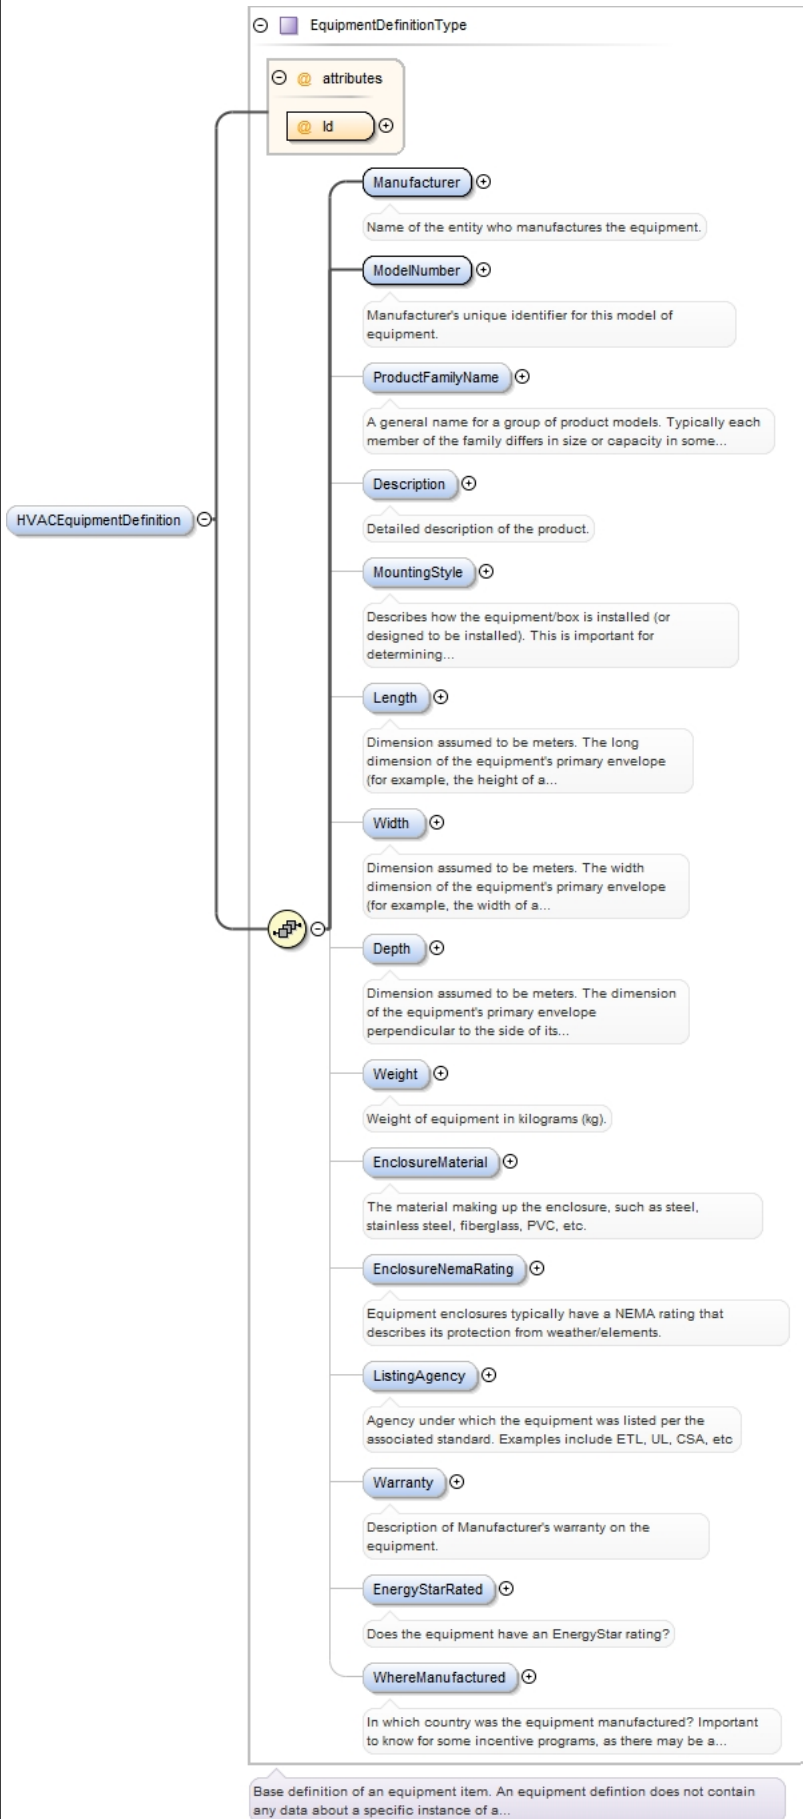 EquipmentDefinitionType
@ attributes
@ Id
Manufacturer
Name of the entity who manufactures the equipment.
ModelNumber
Manufacturer's unique identifier for this model of
equipment.
ProductFamilyName
A general name for a group of product models. Typically each
member of the family differs in size or capacity in some...
Description
Detailed description of the product.
HVACEquipmentDefinition
MountingStyle
Describes how the equipment/box is installed (or
designed to be installed). This is important for
determining...
Length
Dimension assumed to be meters. The long
dimension of the equipment's primary envelope
(for example, the height of a...
Width
Dimension assumed to be meters. The width
dimension of the equipment's primary envelope
(for example, the width of a...
Depth
Dimension assumed to be meters. The dimension
of the equipment's primary envelope
perpendicular to the side of its...
Weight
Weight of equipment in kilograms (kg).
EnclosureMaterial
The material making up the enclosure, such as steel,
stainless steel, fiberglass, PVC, etc.
EnclosureNemaRating
Equipment enclosures typically have a NEMA rating that
describes its protection from weather/elements.
ListingAgency
Agency under which the equipment was listed per the
associated standard. Examples include ETL, UL, CSA, etc
Warranty
Description of Manufacturer's warranty on the
equipment.
EnergyStarRated
Does the equipment have an EnergyStar rating?
WhereManufactured
In which country was the equipment manufactured? Important
to know for some incentive programs, as there may be a...
Base definition of an equipment item. An equipment defintion does not contain
any data about a specific instance of a...